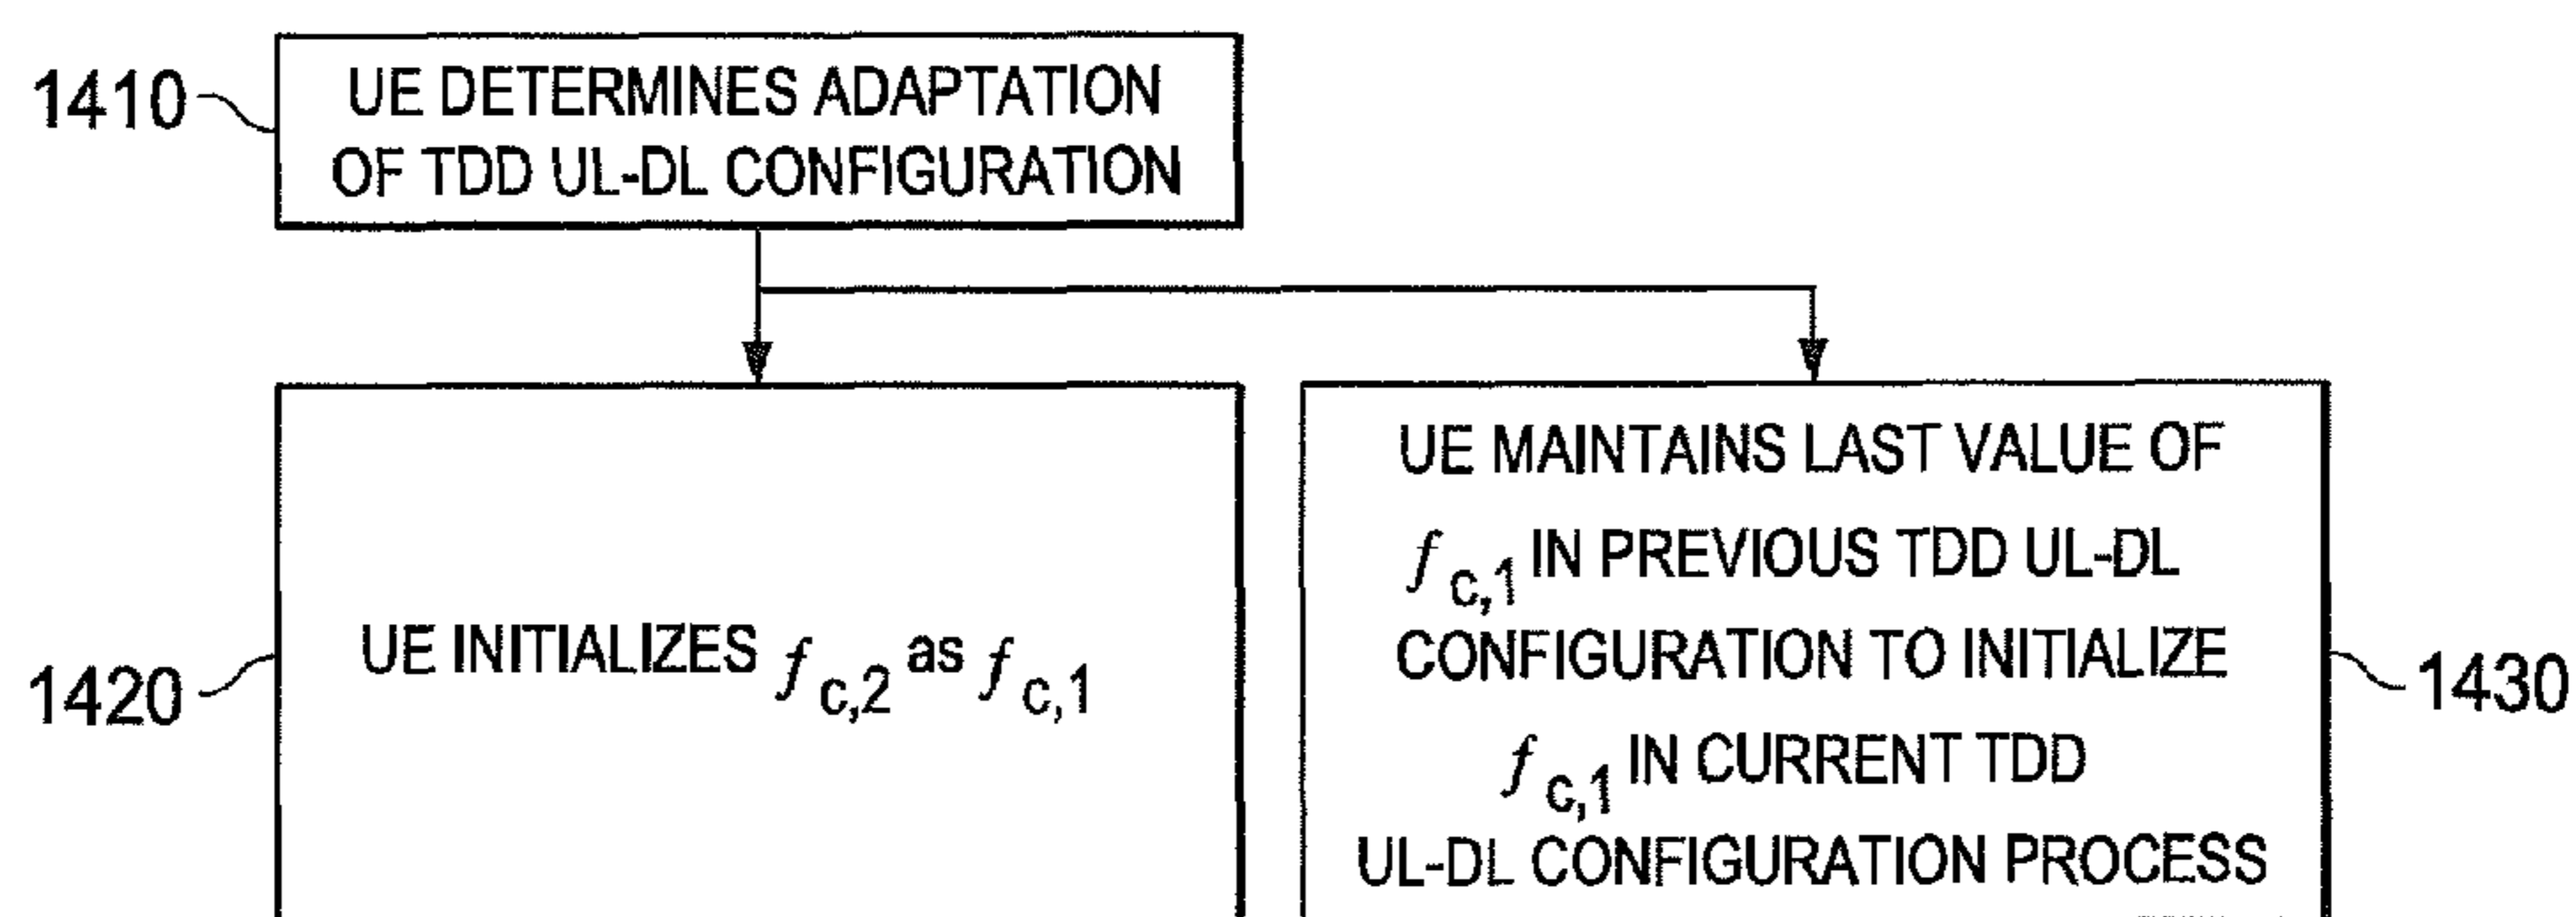 1410
UE DETERMINES ADAPTATION
OF TDD UL-DL CONFIGURATION
1420
UE INITIALIZES f c,2 as f c,1
UE MAINTAINS LAST VALUE OF
f c,1 IN PREVIOUS TDD UL-DL
CONFIGURATION TO INITIALIZE
f c,1 IN CURRENT TDD
UL-DL CONFIGURATION PROCESS
1430